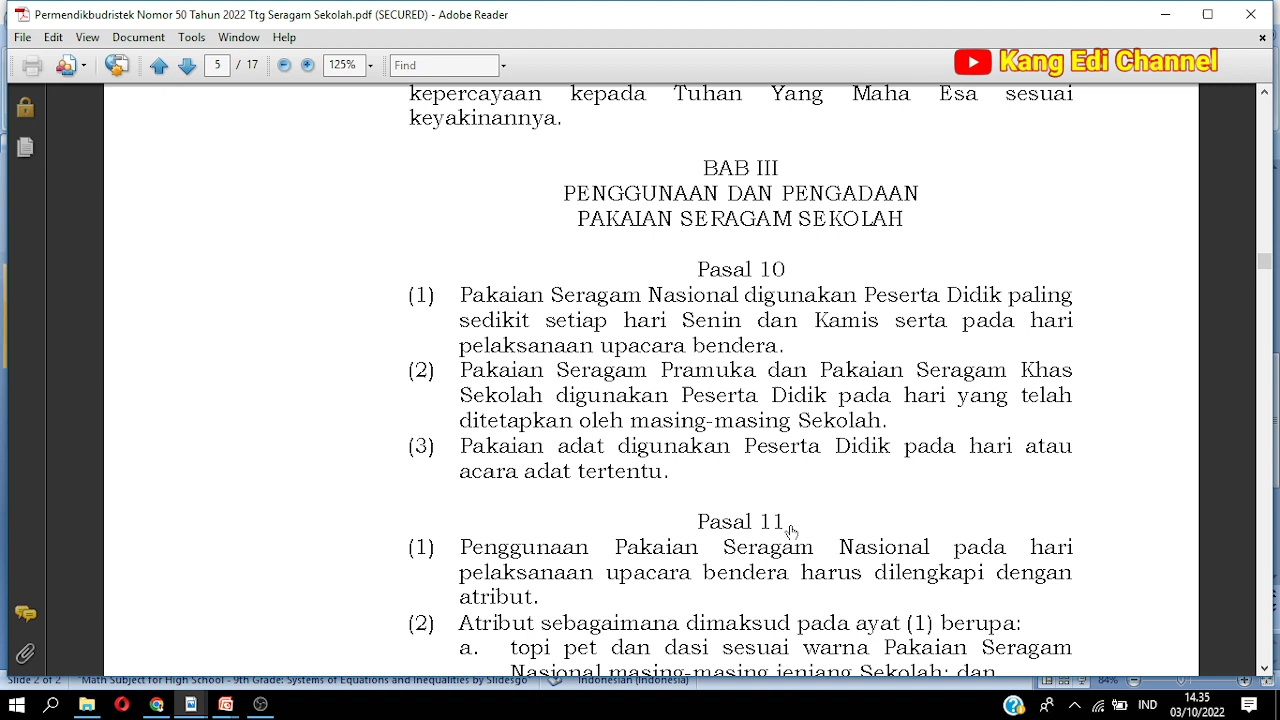 Permendikbudristek Nomor 50 Tahun 2022 Ttg Seragam Sekolah.pdf (SECURED) - Adobe Reader
File Edit View Document Tools Window Help
5 / 17 125% Find
Kang Edi Channel
kepercayaan kepada Tuhan Yang Maha Esa sesuai
keyakinannya.
BAB III
PENGGUNAAN DAN PENGADAAN
PAKAIAN SERAGAM SEKOLAH
Pasal 10
(1) Pakaian Seragam Nasional digunakan Peserta Didik paling
sedikit setiap hari Senin dan Kamis serta pada hari
pelaksanaan upacara bendera.
(2) Pakaian Seragam Pramuka dan Pakaian Seragam Khas
Sekolah digunakan Peserta Didik pada hari yang telah
ditetapkan oleh masing-masing Sekolah.
(3) Pakaian adat digunakan Peserta Didik pada hari atau
acara adat tertentu.
Pasal 11
(1) Penggunaan Pakaian Seragam Nasional pada hari
pelaksanaan upacara bendera harus dilengkapi dengan
atribut.
(2) Atribut sebagaimana dimaksud pada ayat (1) berupa:
a. topi pet dan dasi sesuai warna Pakaian Seragam
Nasional masing-masing jenjang Sekolah; dan
Slide 2 of 2 "Math Subject for High School - 9th Grade: Systems of Equations and Inequalities by Slidesgo" Indonesian (Indonesia) 84%
IND
14.35
03/10/2022